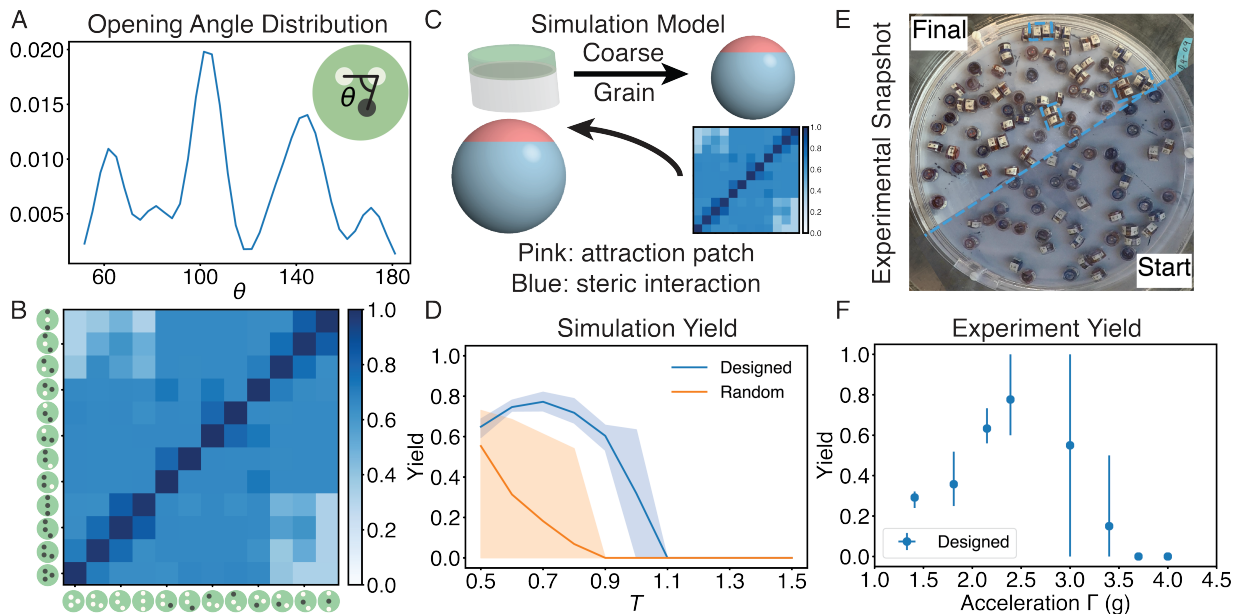 A
Opening Angle Distribution
0.020
0.015
0.010
0.005
60
100
140
180
θ
θ
B
1.0
0.8
0.6
0.4
0.2
0.0
C
Simulation Model
Coarse
Grain
1.0
0.8
0.6
0.4
0.2
0.0
Pink: attraction patch
Blue: steric interaction
D
Simulation Yield
Yield
1.0
0.8
0.6
0.4
0.2
0.0
Designed
Random
0.5
0.7
0.9
1.1
1.3
1.5
T
E
Experimental Snapshot
Final
Start
F
Experiment Yield
Yield
1.0
0.8
0.6
0.4
0.2
0.0
Designed
1.0
1.5
2.0
2.5
3.0
3.5
4.0
4.5
Acceleration Γ (g)